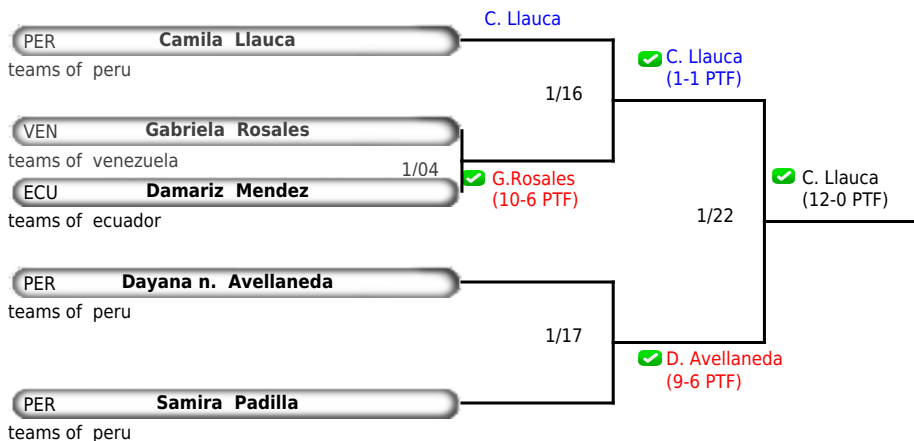 C. Llauca
PER Camila Llauca
teams of peru
C. Llauca
(1-1 PTF)
1/16
VEN Gabriela Rosales
teams of venezuela
1/04
G.Rosales
(10-6 PTF)
ECU Damariz Mendez
teams of ecuador
C. Llauca
(12-0 PTF)
1/22
PER Dayana n. Avellaneda
teams of peru
1/17
D. Avellaneda
(9-6 PTF)
PER Samira Padilla
teams of peru